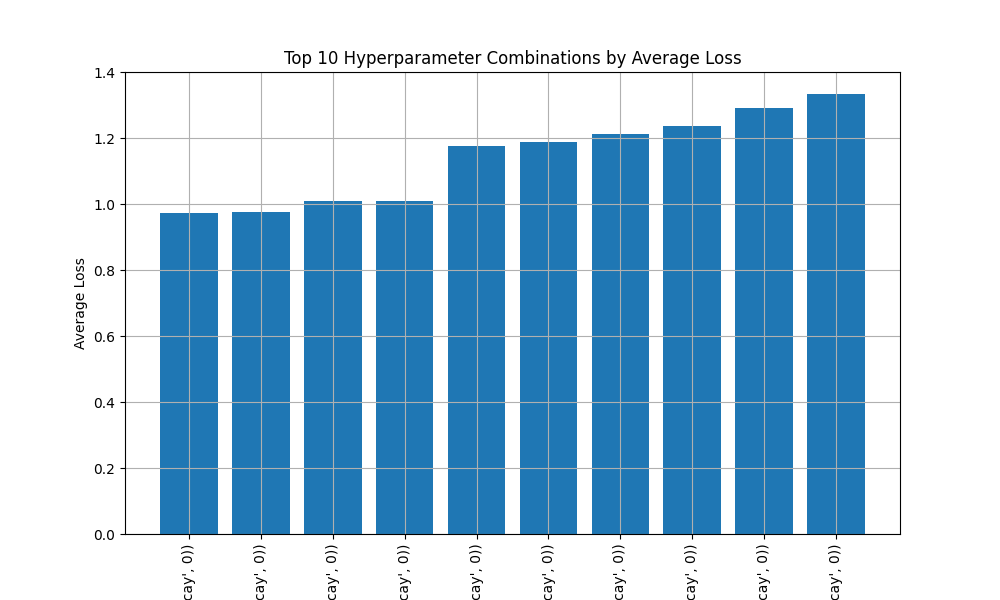 Top 10 Hyperparameter Combinations by Average Loss
1.4
1.2
1.0
0.8
0.6
0.4
0.2
0.0
Average Loss
cay', 0))
cay', 0))
cay', 0))
cay', 0))
cay', 0))
cay', 0))
cay', 0))
cay', 0))
cay', 0))
cay', 0))